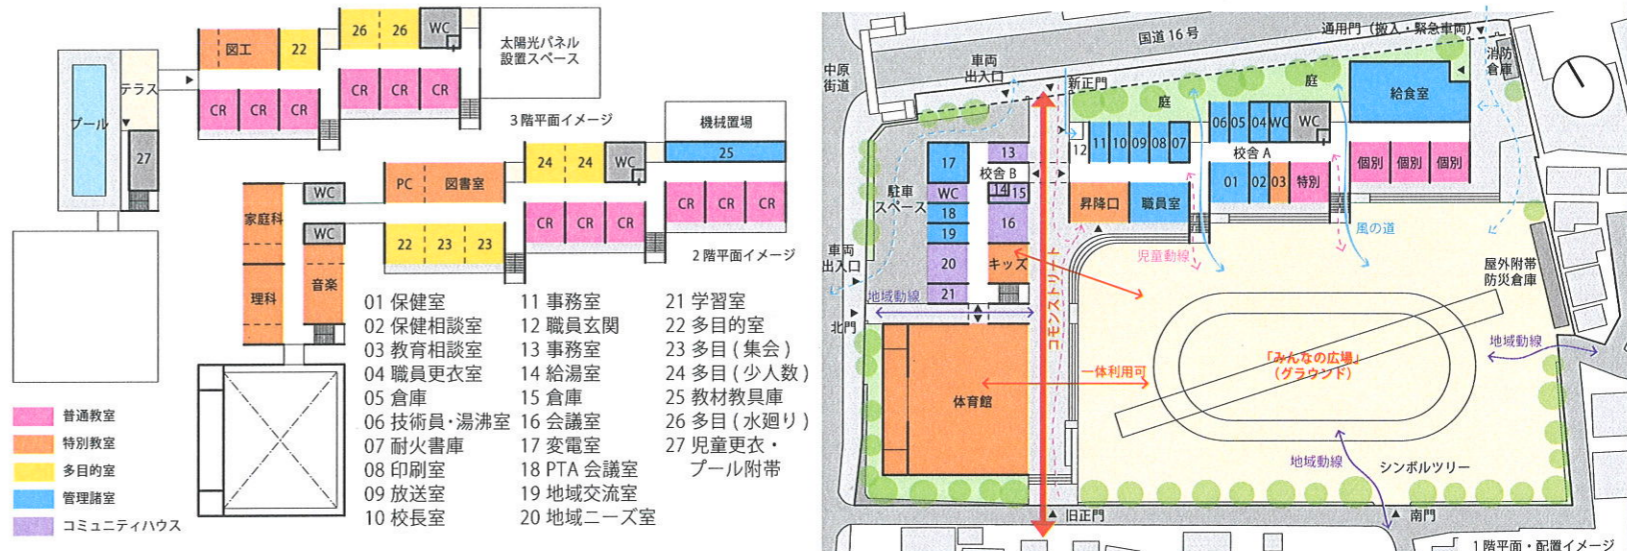 図工
22
26
26
WC
太陽光パネル
設置スペース
テラス
プール
27
CR
CR
CR
CR
CR
CR
3階平面イメージ
機械置場
25
24
24
WC
PC
図書室
WC
家庭科
WC
理科
音楽
22
23
23
CR
CR
CR
CR
CR
CR
2階平面イメージ
01 保健室
02 保健相談室
03 教育相談室
04 職員更衣室
05 倉庫
06 技術員・湯沸室
07 耐火書庫
08 印刷室
09 放送室
10 校長室
11 事務室
12 職員玄関
13 事務室
14 給湯室
15 倉庫
16 会議室
17 変電室
18 PTA 会議室
19 地域交流室
20 地域ニーズ室
21 学習室
22 多目的室
23 多目 ( 集会 )
24 多目 ( 少人数 )
25 教材教具庫
26 多目 ( 水廻り )
27 児童更衣・
プール附帯
普通教室
特別教室
多目的室
管理諸室
コミュニティハウス
国道16号
通用門（搬入・緊急車両）
消防
倉庫
中原
街道
車両
出入口
新正門
庭
庭
給食室
06
05
04
WC
WC
12
11
10
09
08
07
校舎 A
17
13
校舎 B
WC
14
15
18
19
16
20
キッズ
21
駐車
スペース
昇降口
職員室
01
02
03
特別
個別
個別
個別
風の道
児童動線
車両
出入口
地域動線
北門
コモンストリート
屋外附帯
防災倉庫
地域動線
「みんなの広場」
（グラウンド）
一体利用可
体育館
地域動線
シンボルツリー
旧正門
南門
1階平面・配置イメージ